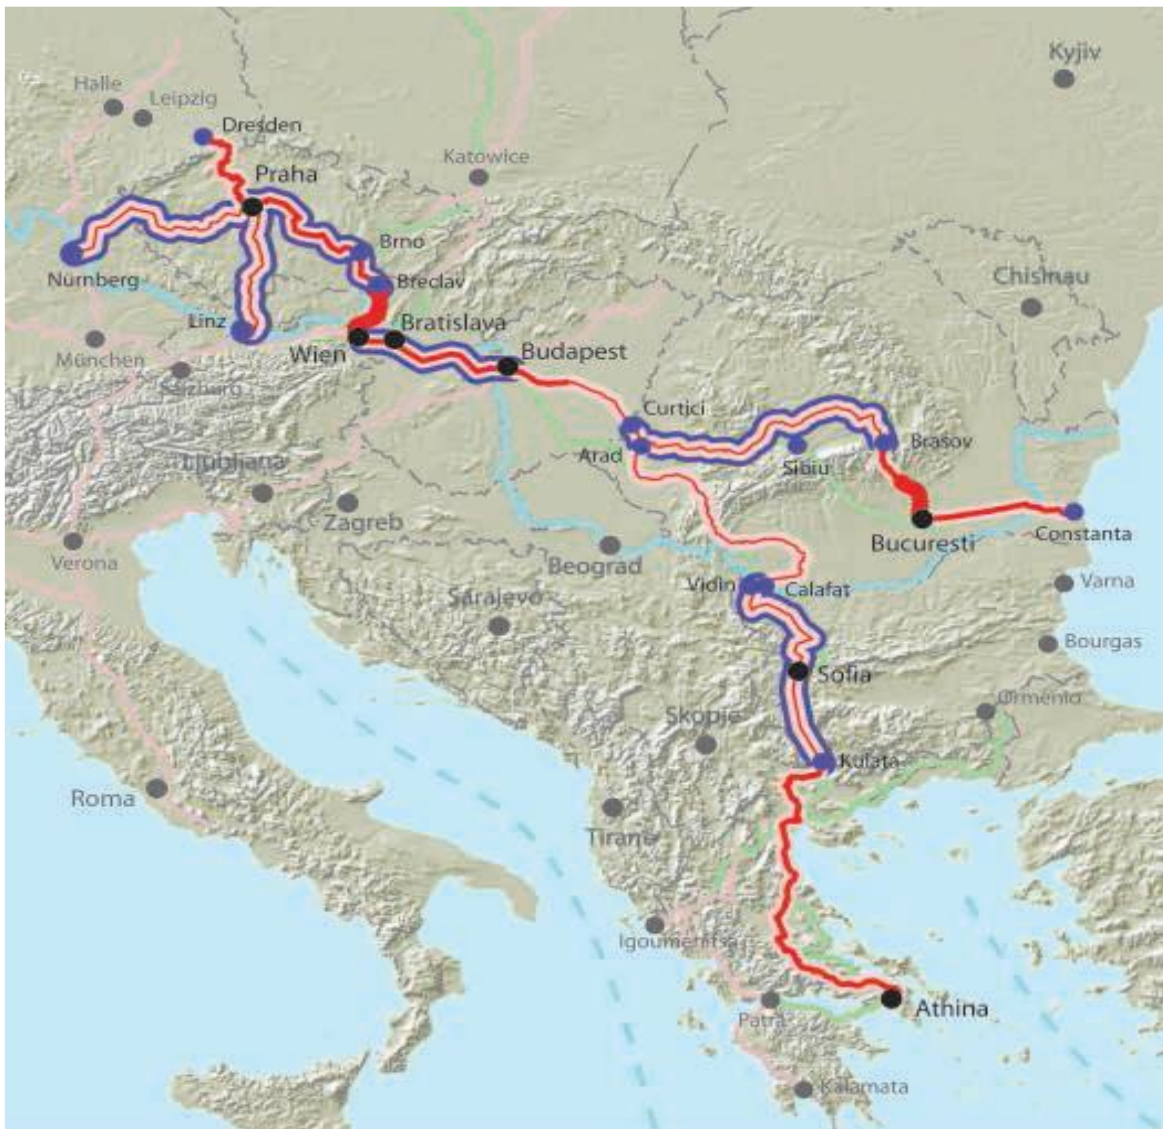 Kyjiv
Halle
Leipzig
Dresden
Katowice
Praha
Brno
Nürnberg
Breclav
Chisinau
Linz
Bratislava
München
Wien
Budapest
Salzburg
Curtici
Brašov
Ljubljana
Arad
Sibiu
Zagreb
Bucuresti
Constanta
Verona
Beograd
Vidin
Calafat
Varna
Sarajevo
Bourgas
Sofia
Skopje
Ormenio
Kulata
Roma
Tirane
Igoumenitsa
Patra
Athina
Kalamata